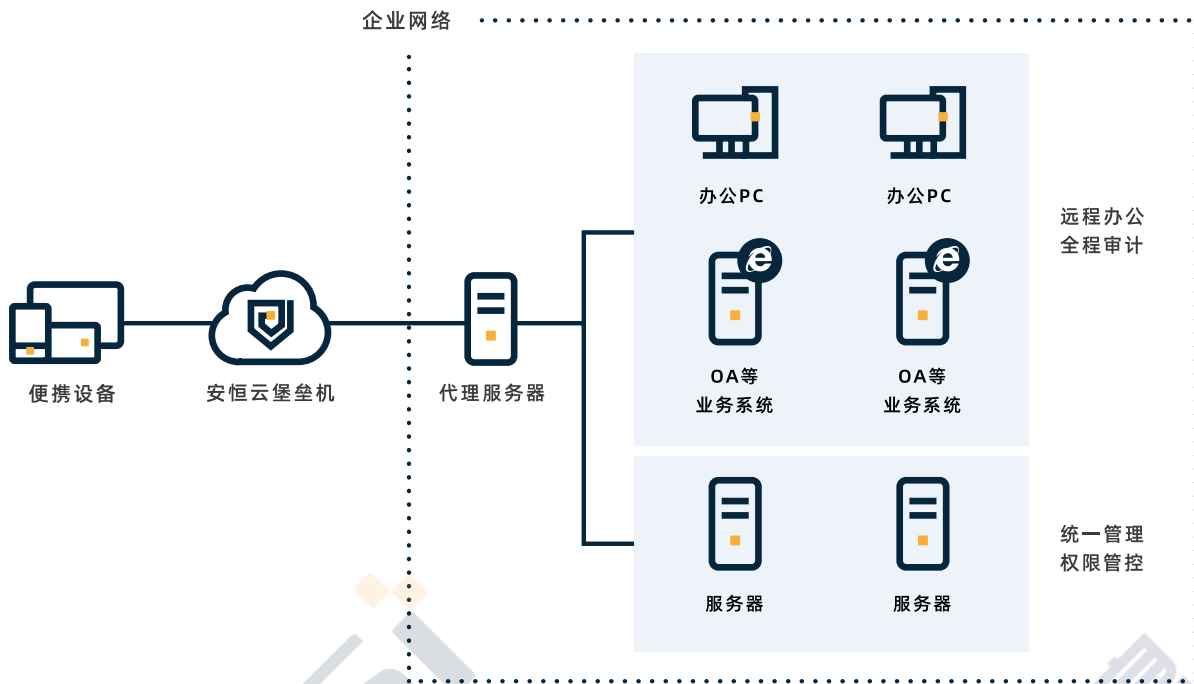 企业网络
办公PC
办公PC
远程办公
全程审计
OA等
业务系统
OA等
业务系统
便携设备
安恒云堡垒机
代理服务器
统一管理
权限管控
服务器
服务器